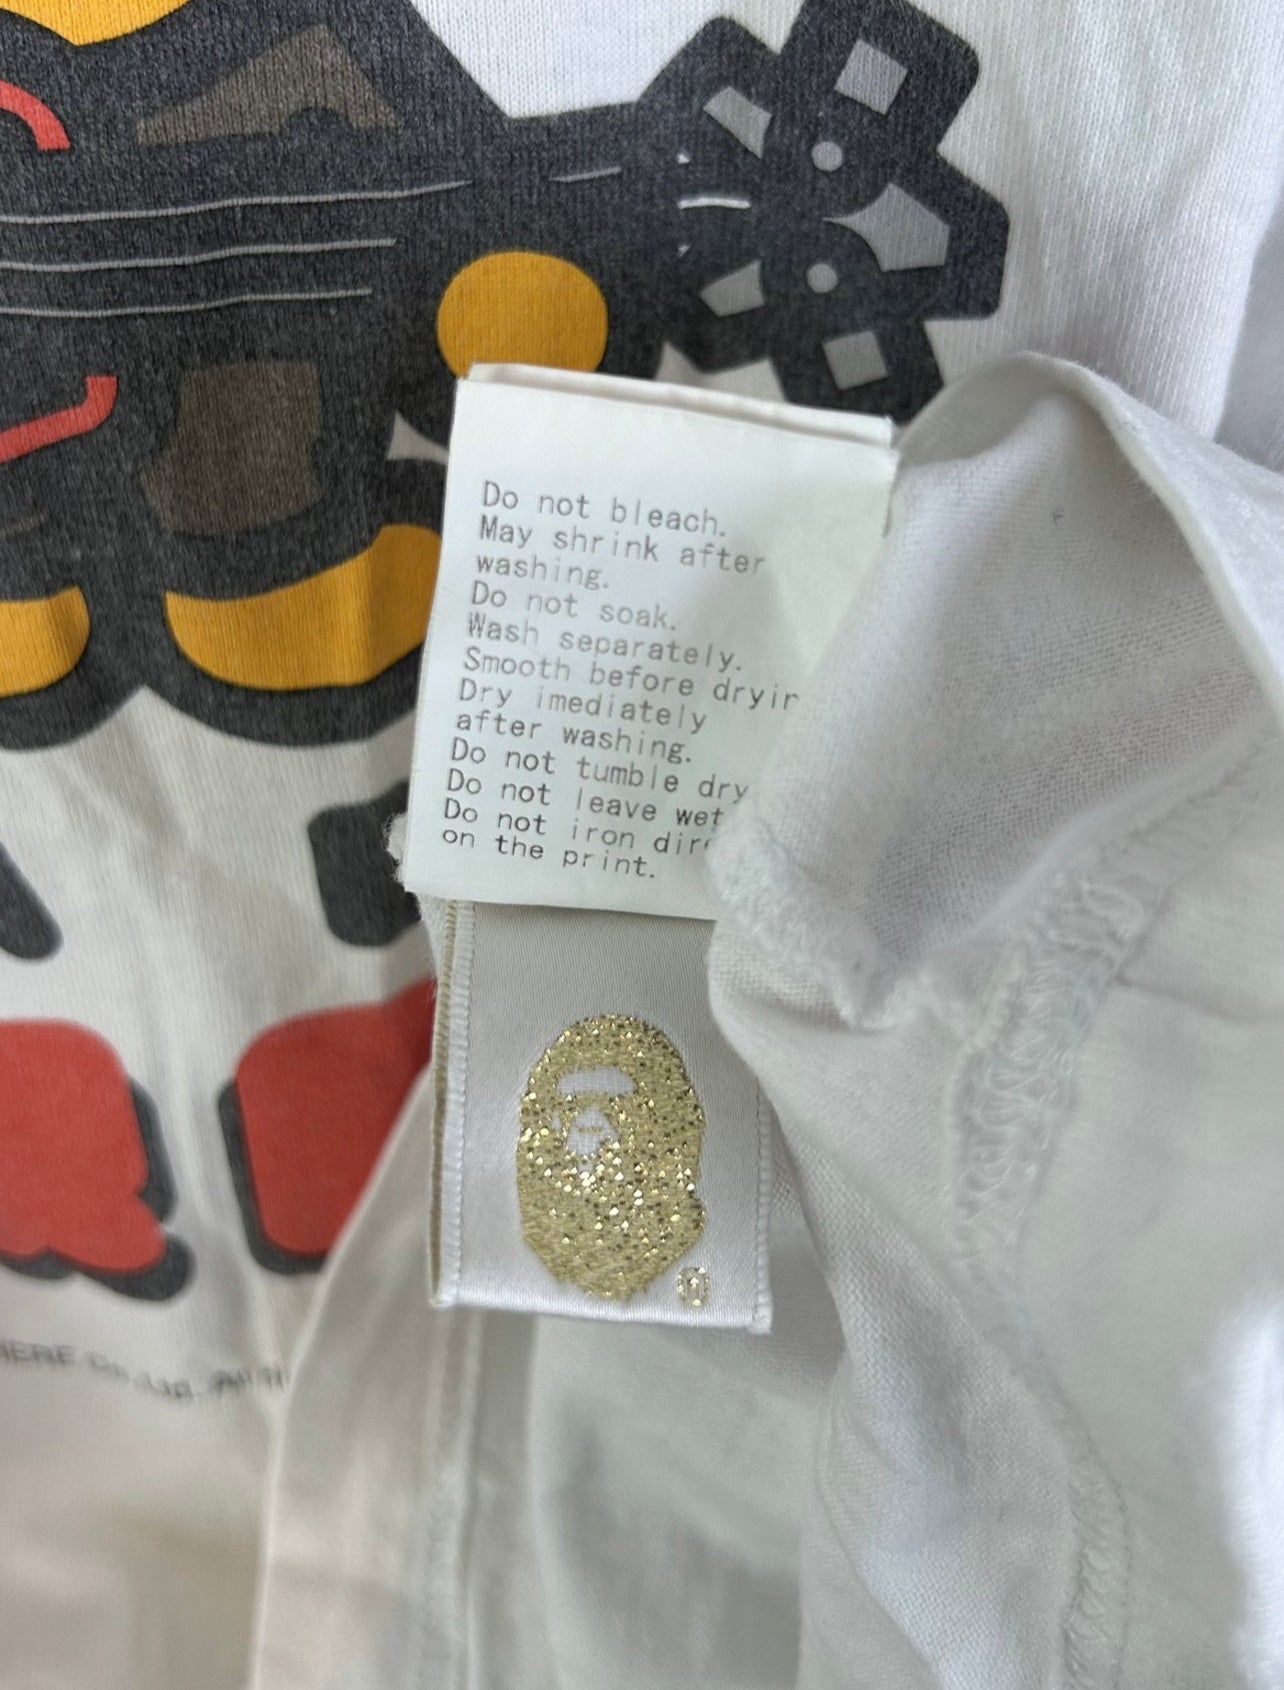 Do not bleach.
May shrink after
washing.
Do not soak.
Wash separately.
Smooth before dryin
Dry imediately
after washing.
Do not tumble dry
Do not leave wet
Do not iron dire
on the print.